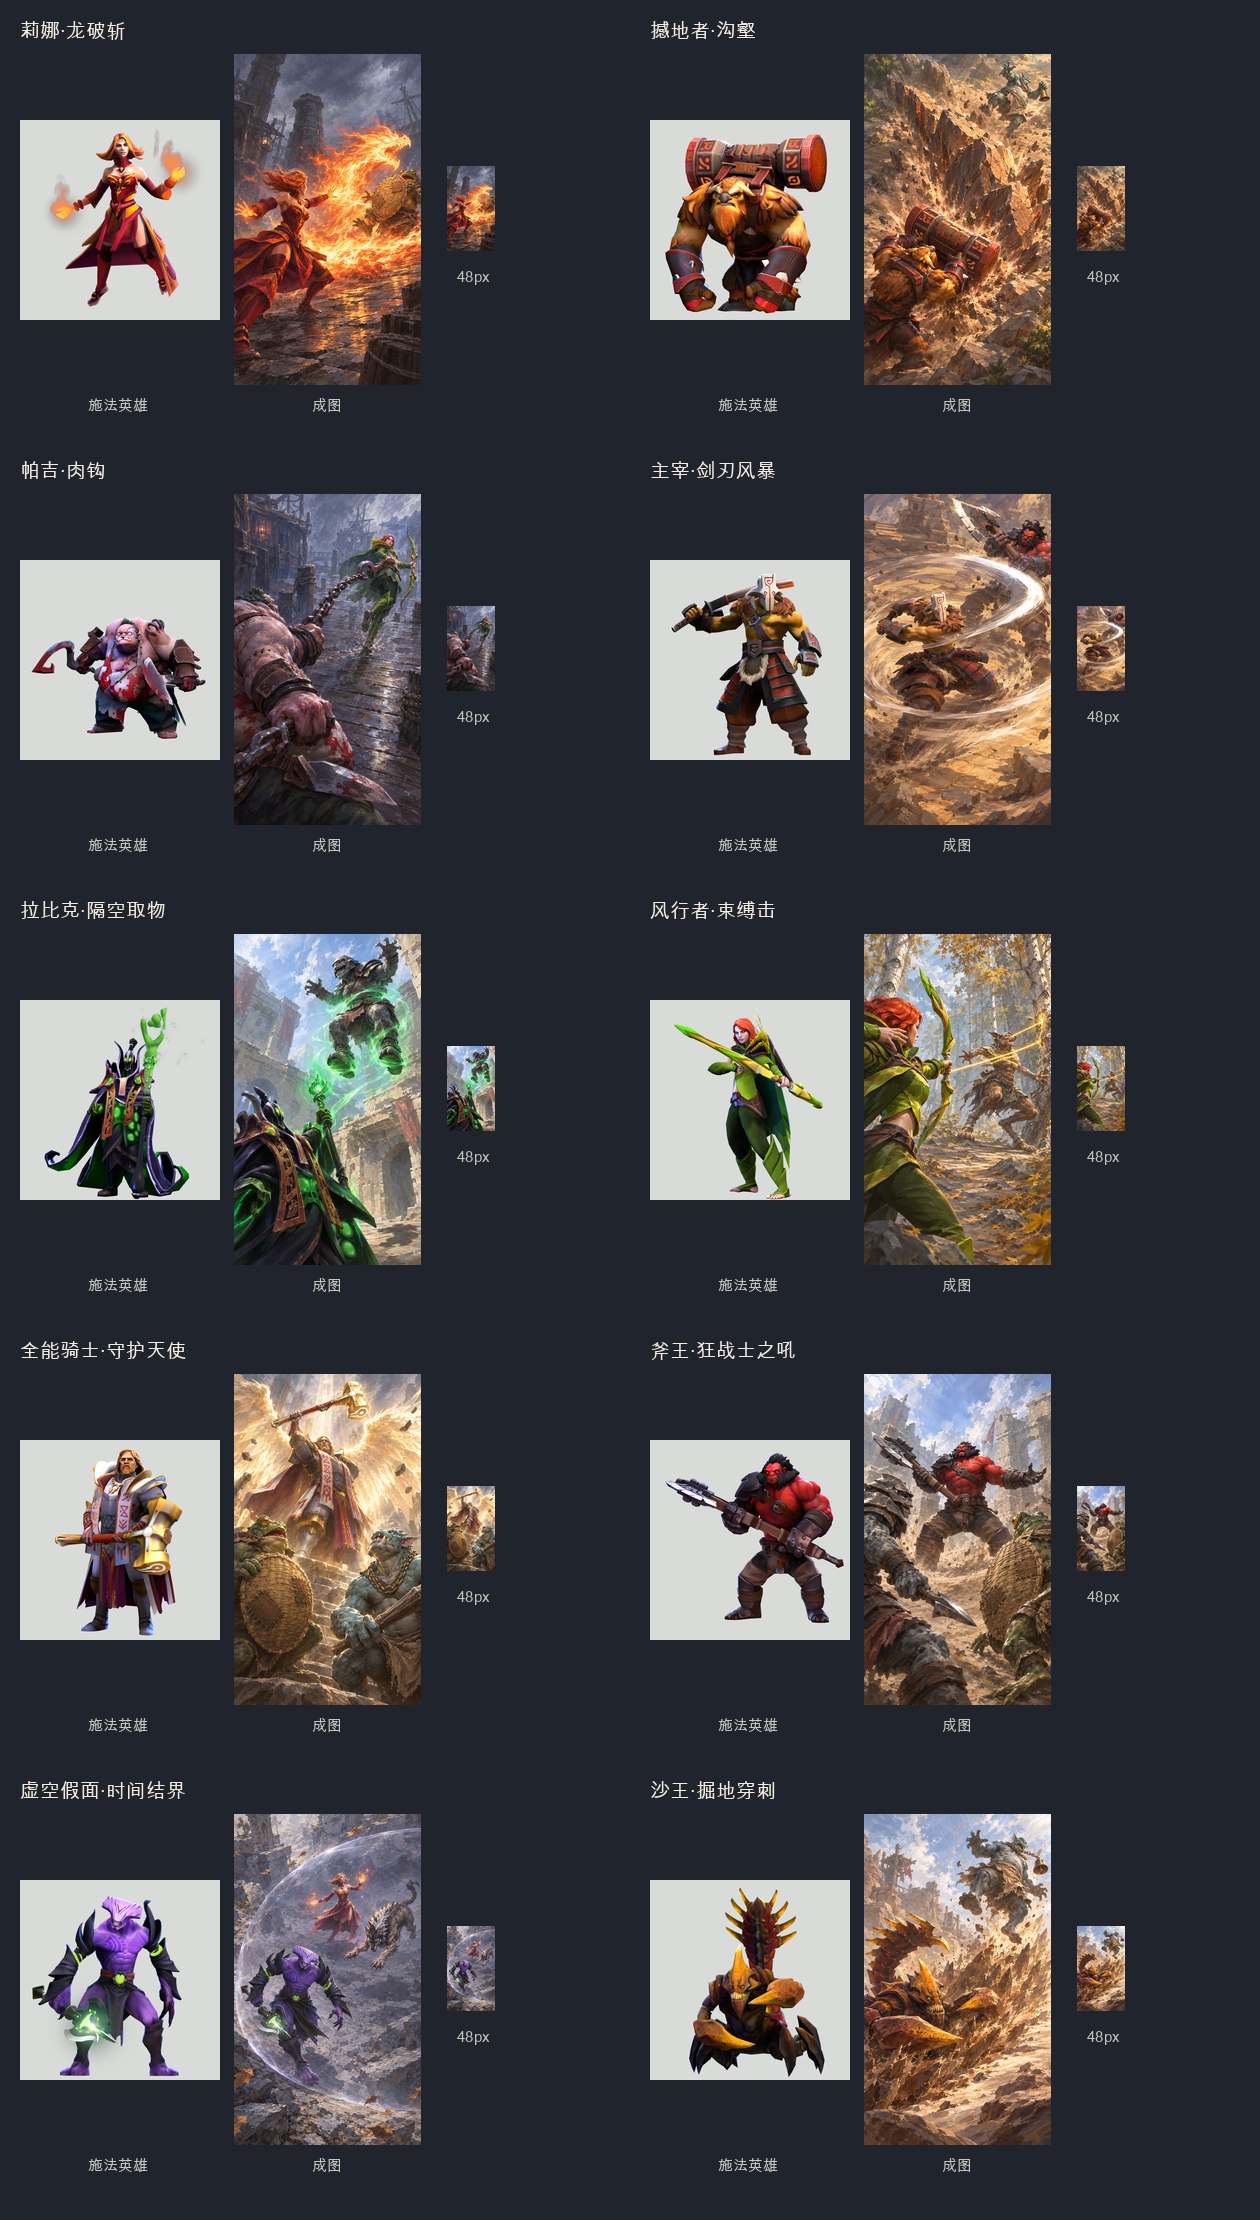 莉娜·龙破斩
撼地者·沟壑
48px
48px
施法英雄
成图
施法英雄
成图
帕吉·肉钩
主宰·剑刃风暴
48px
48px
施法英雄
成图
施法英雄
成图
拉比克·隔空取物
风行者·束缚击
48px
48px
施法英雄
成图
施法英雄
成图
全能骑士·守护天使
斧王·狂战士之吼
48px
48px
施法英雄
成图
施法英雄
成图
虚空假面·时间结界
沙王·掘地穿刺
48px
48px
施法英雄
成图
施法英雄
成图